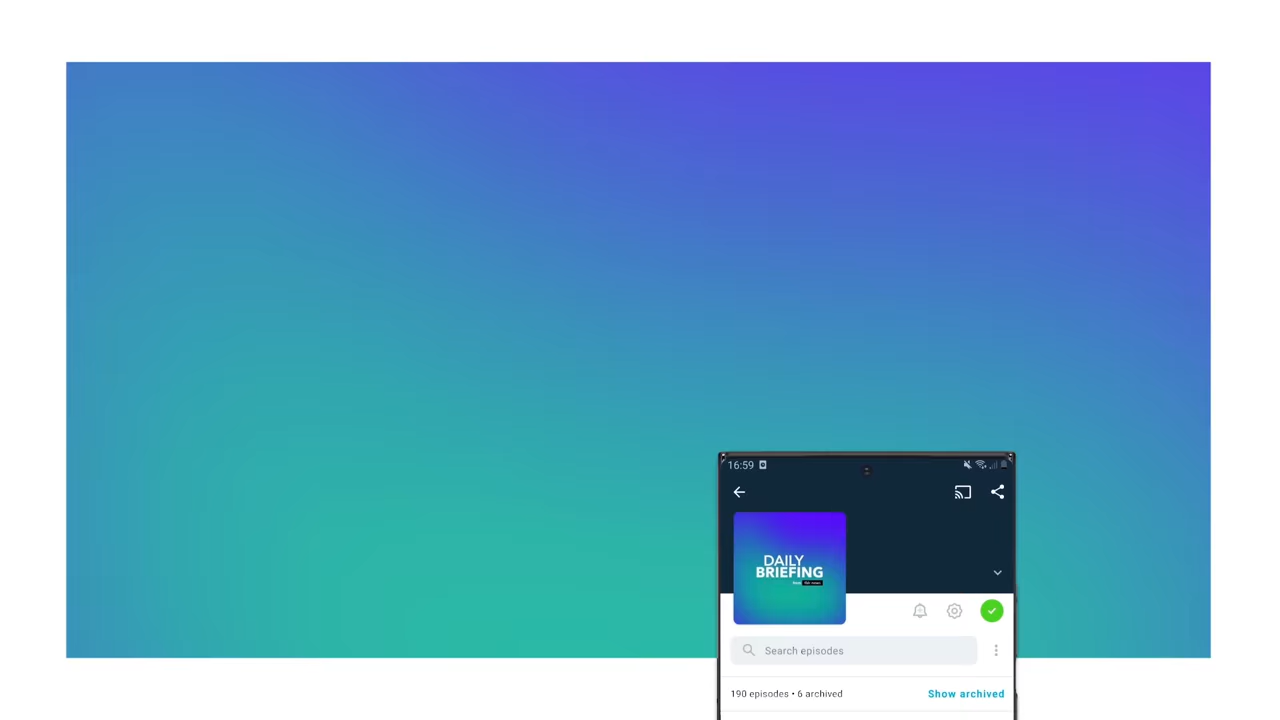 16:59
DAILY
BRIEFING
Search episodes
190 episodes • 6 archived
Show archived